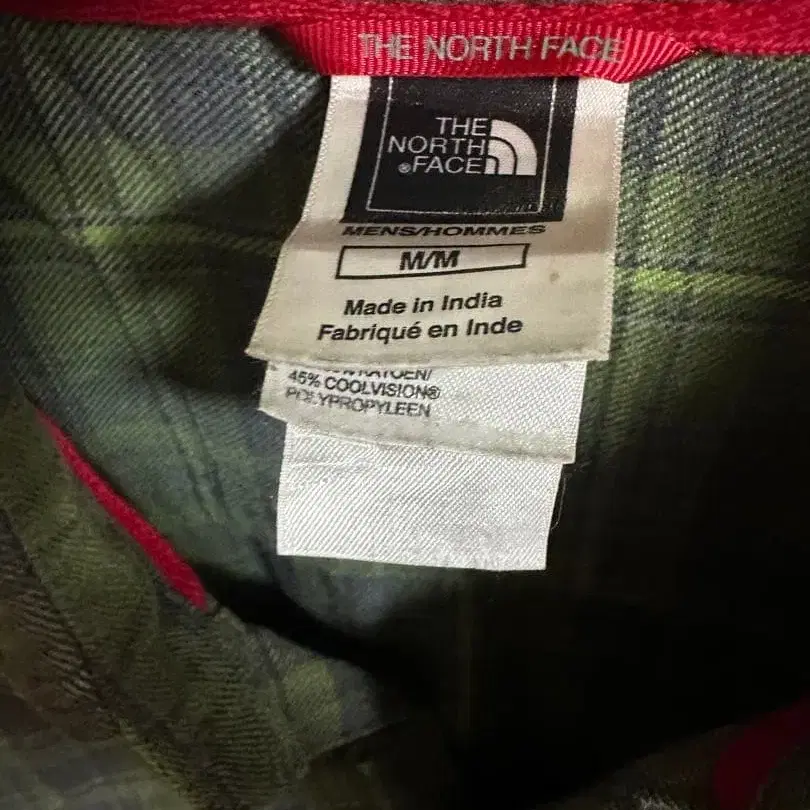 THE NORTH FACE
THE
NORTH
®FACE
MENS/HOMMES
M/M
Made in India
Fabriqué en Inde
45% COOLVISION®
POLYPROPYLEEN